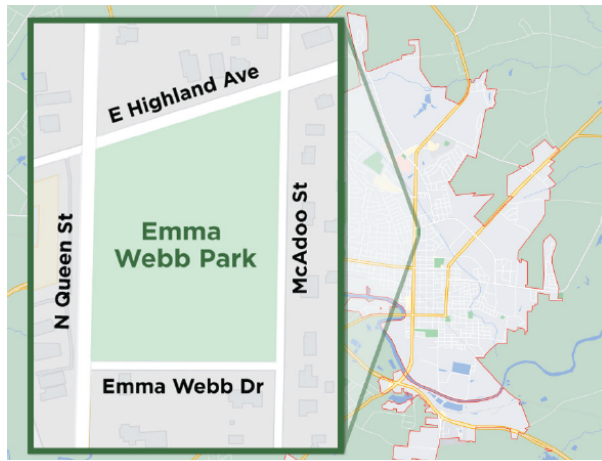 E Highland Ave
N Queen St
Emma
Webb Park
McAdoo St
Emma Webb Dr